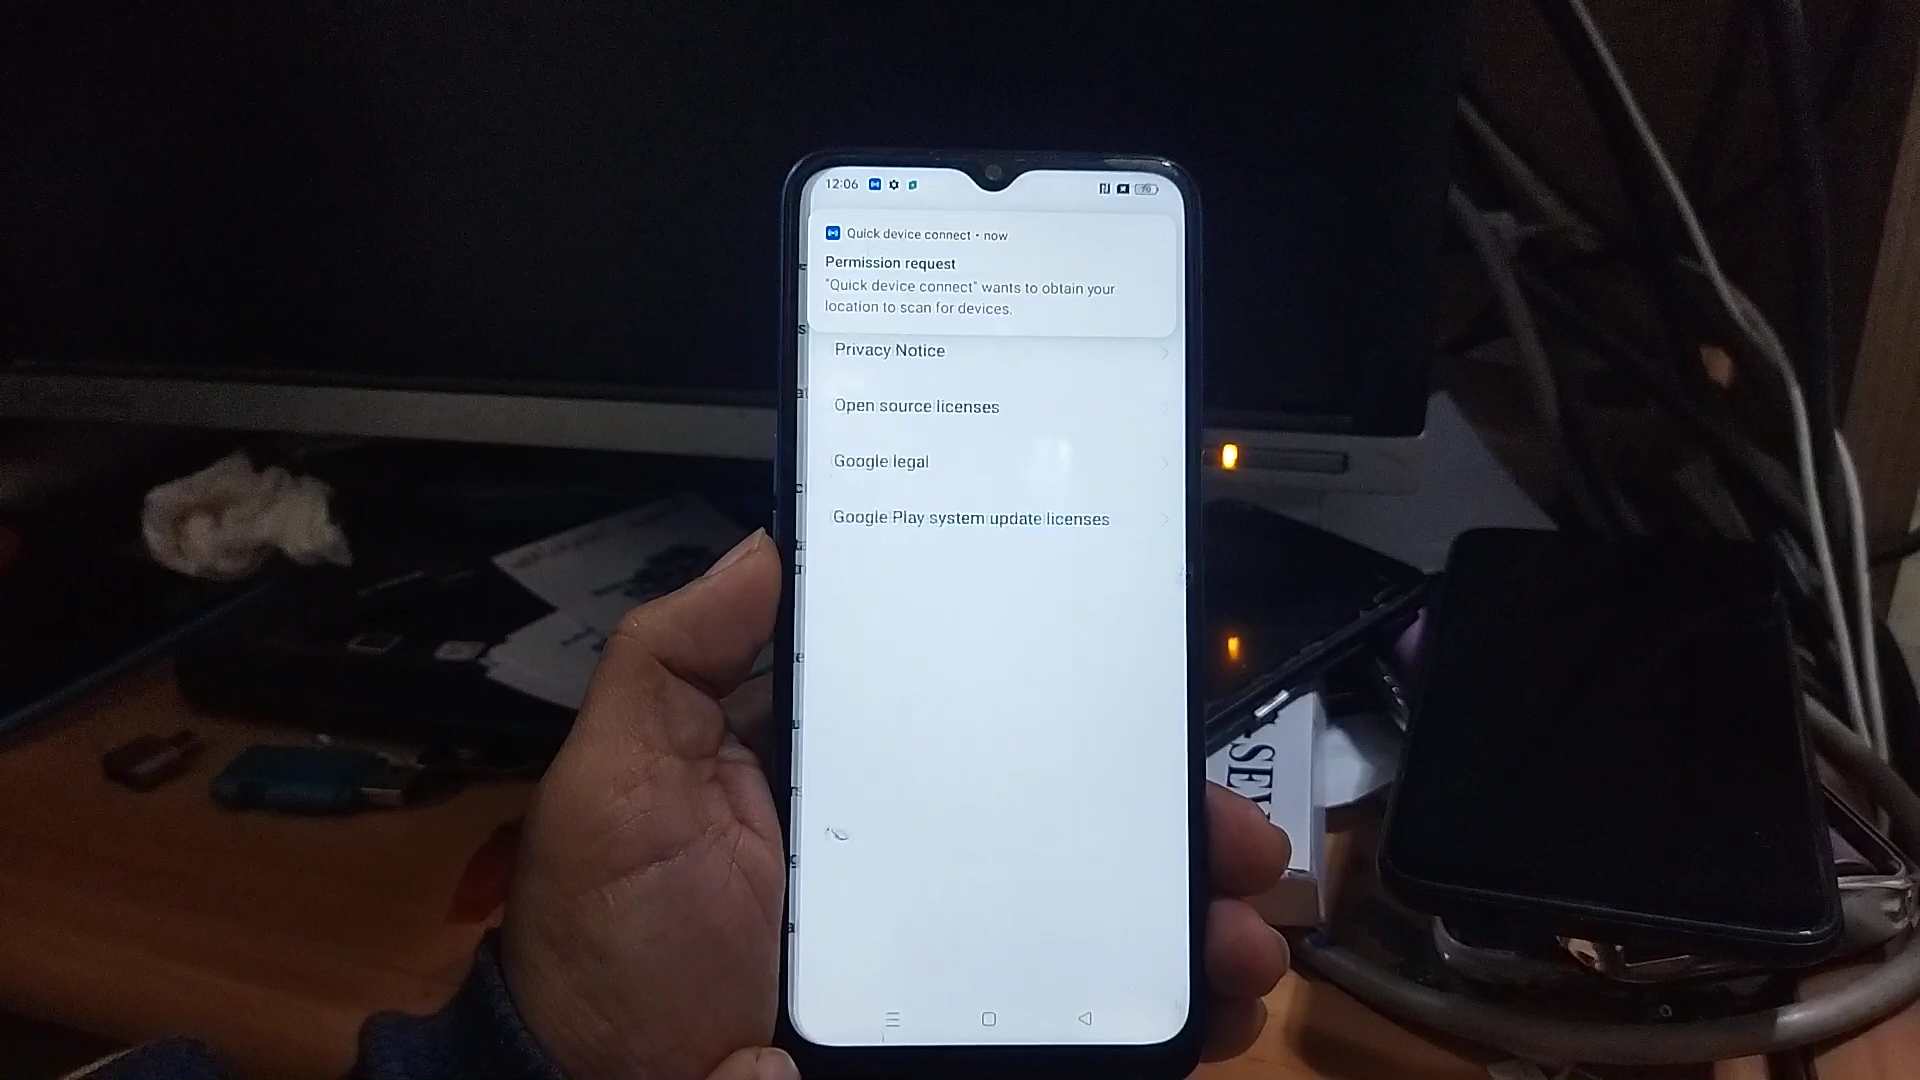 12:06
70
Quick device connect • now
Permission request
"Quick device connect" wants to obtain your
location to scan for devices.
Privacy Notice
Open source licenses
Google legal
Google Play system update licenses